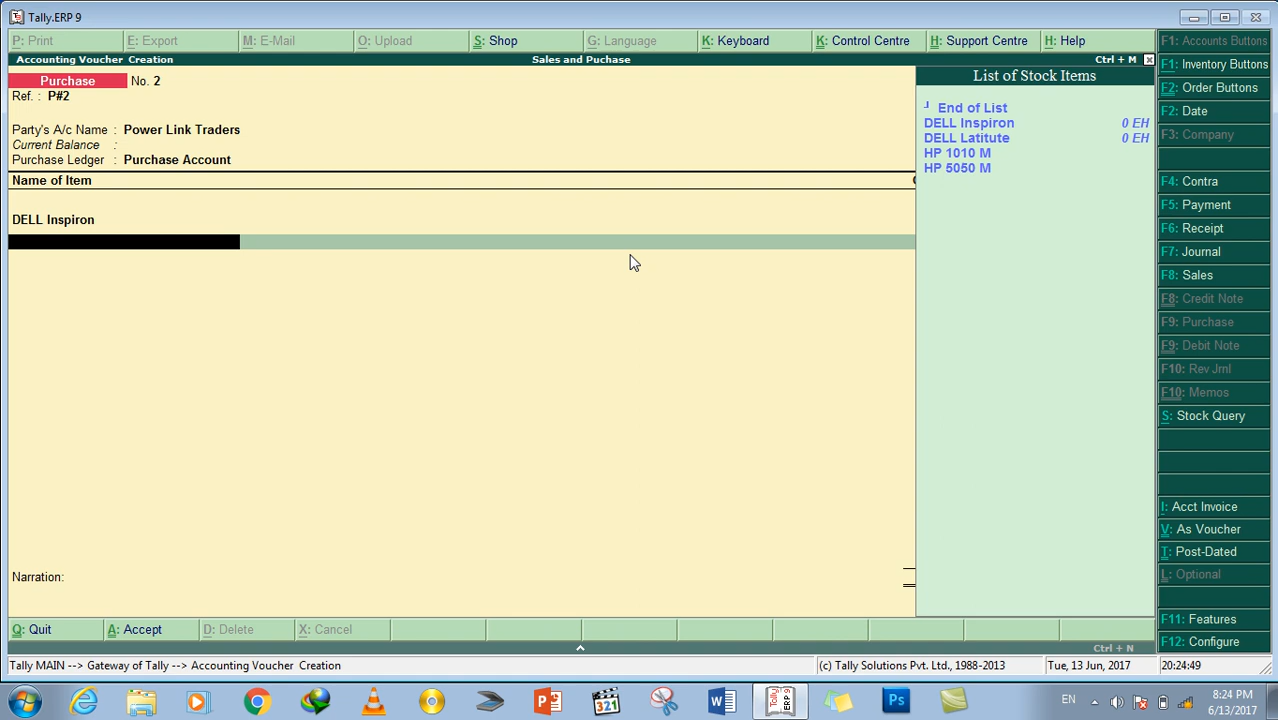 Tally.ERP 9
P: Print
E: Export
M: E-Mail
O: Upload
S: Shop
G: Language
K: Keyboard
K: Control Centre
H: Support Centre
H: Help
F1: Accounts Buttons
Accounting Voucher Creation
Sales and Puchase
Ctrl + M
F1: Inventory Buttons
Purchase No. 2
List of Stock Items
F2: Order Buttons
Ref. : P#2
End of List
F2: Date
DELL Inspiron 0 EH
F3: Company
Party's A/c Name : Power Link Traders
DELL Latitute 0 EH
Current Balance :
HP 1010 M
Purchase Ledger : Purchase Account
HP 5050 M
Name of Item
F4: Contra
F5: Payment
DELL Inspiron
F6: Receipt
F7: Journal
F8: Sales
F8: Credit Note
F9: Purchase
F9: Debit Note
F10: Rev Jrnl
F10: Memos
S: Stock Query
I: Acct Invoice
V: As Voucher
T: Post-Dated
Narration:
L: Optional
F11: Features
Q: Quit
A: Accept
D: Delete
X: Cancel
F12: Configure
Ctrl + N
Tally MAIN --> Gateway of Tally --> Accounting Voucher Creation
(c) Tally Solutions Pvt. Ltd., 1988-2013
Tue, 13 Jun, 2017
20:24:49
EN
8:24 PM
6/13/2017